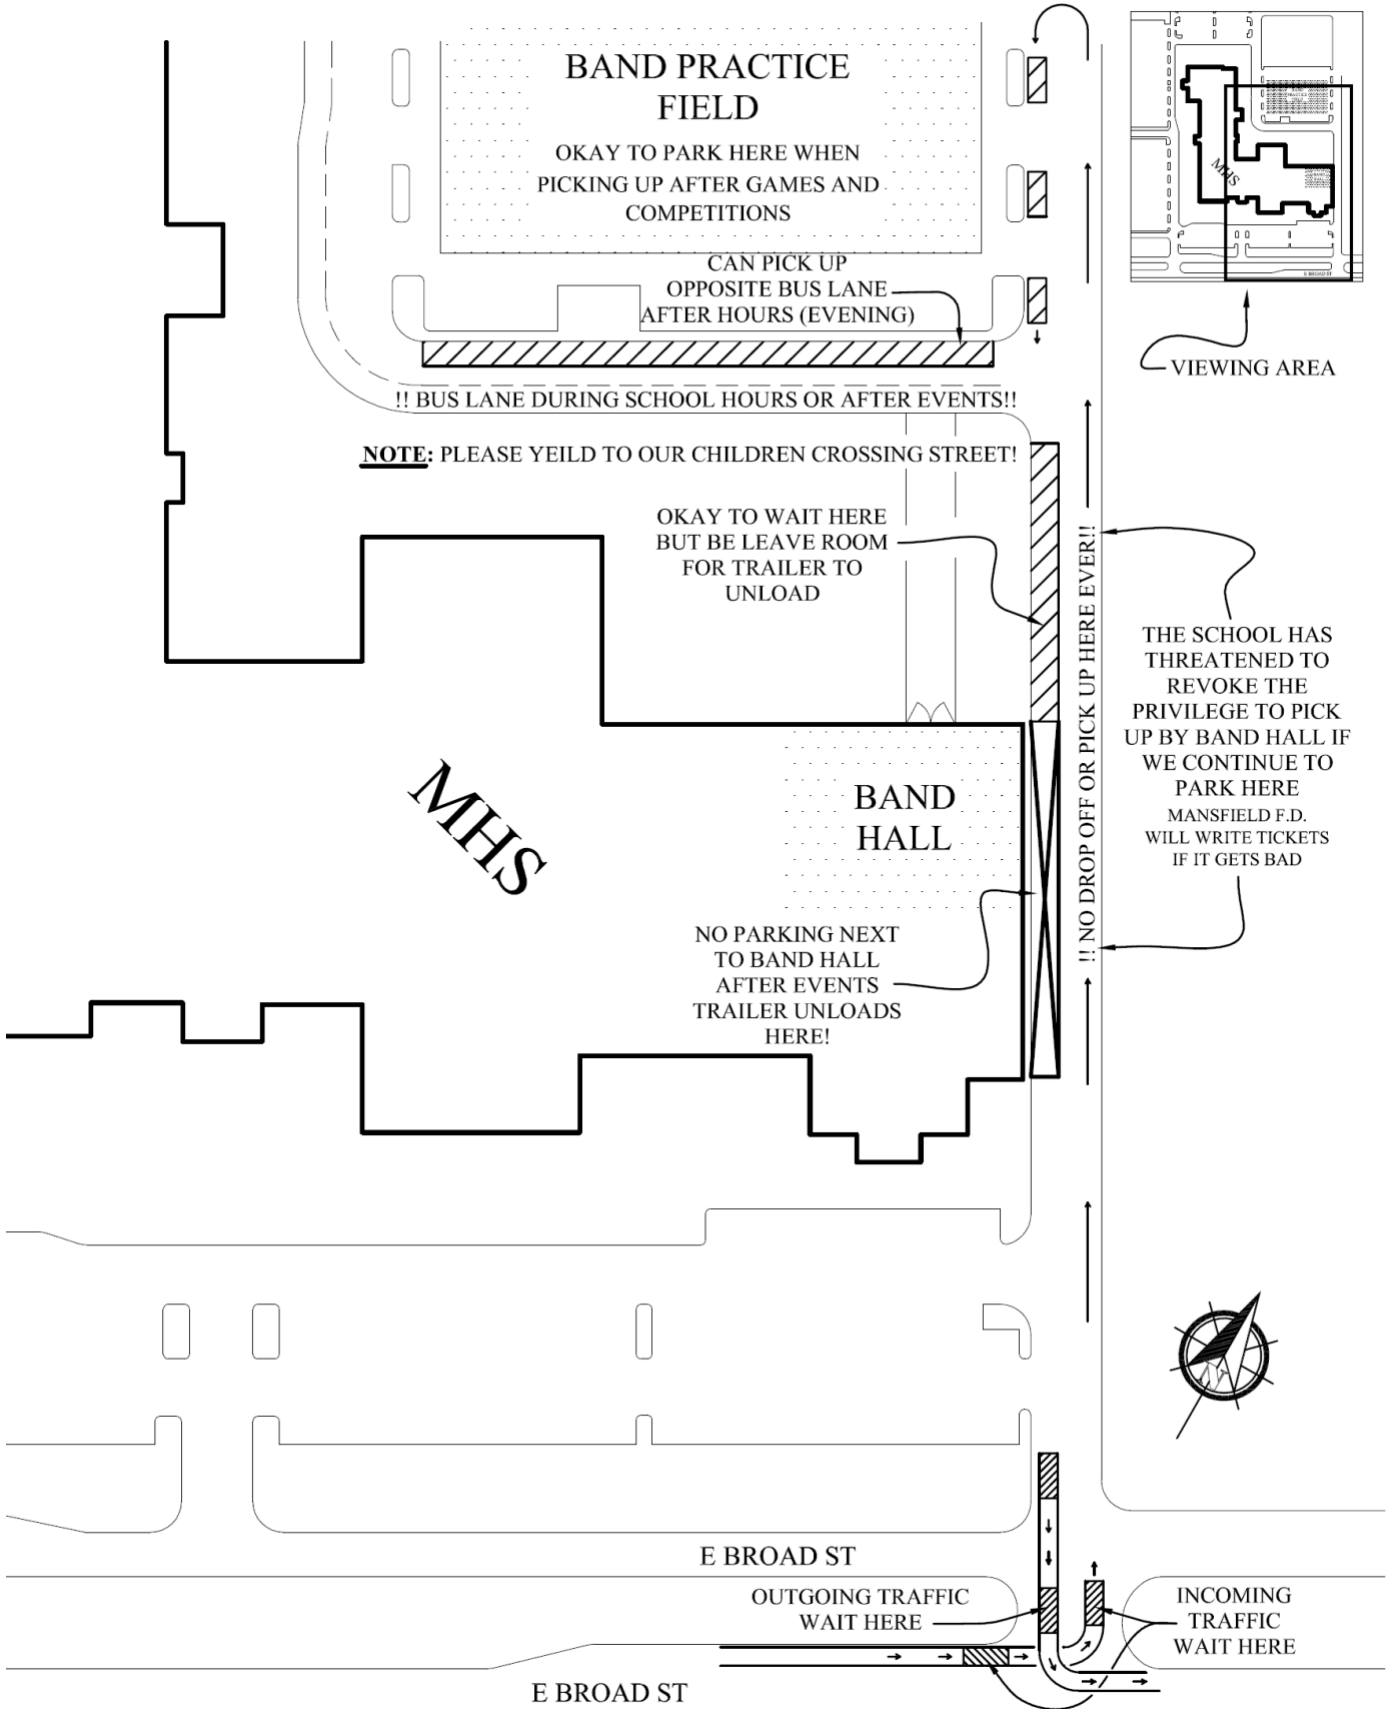 BAND PRACTICE
FIELD
OKAY TO PARK HERE WHEN
PICKING UP AFTER GAMES AND
COMPETITIONS
CAN PICK UP
OPPOSITE BUS LANE
AFTER HOURS (EVENING)
MHS
E BROAD ST
VIEWING AREA
!! BUS LANE DURING SCHOOL HOURS OR AFTER EVENTS!!
NOTE: PLEASE YEILD TO OUR CHILDREN CROSSING STREET!
OKAY TO WAIT HERE
BUT BE LEAVE ROOM
FOR TRAILER TO
UNLOAD
!! NO DROP OFF OR PICK UP HERE EVER!!
THE SCHOOL HAS
THREATENED TO
REVOKE THE
PRIVILEGE TO PICK
UP BY BAND HALL IF
WE CONTINUE TO
PARK HERE
MANSFIELD F.D.
WILL WRITE TICKETS
IF IT GETS BAD
MHS
BAND
HALL
NO PARKING NEXT
TO BAND HALL
AFTER EVENTS
TRAILER UNLOADS
HERE!
N
E BROAD ST
OUTGOING TRAFFIC
WAIT HERE
INCOMING
TRAFFIC
WAIT HERE
E BROAD ST